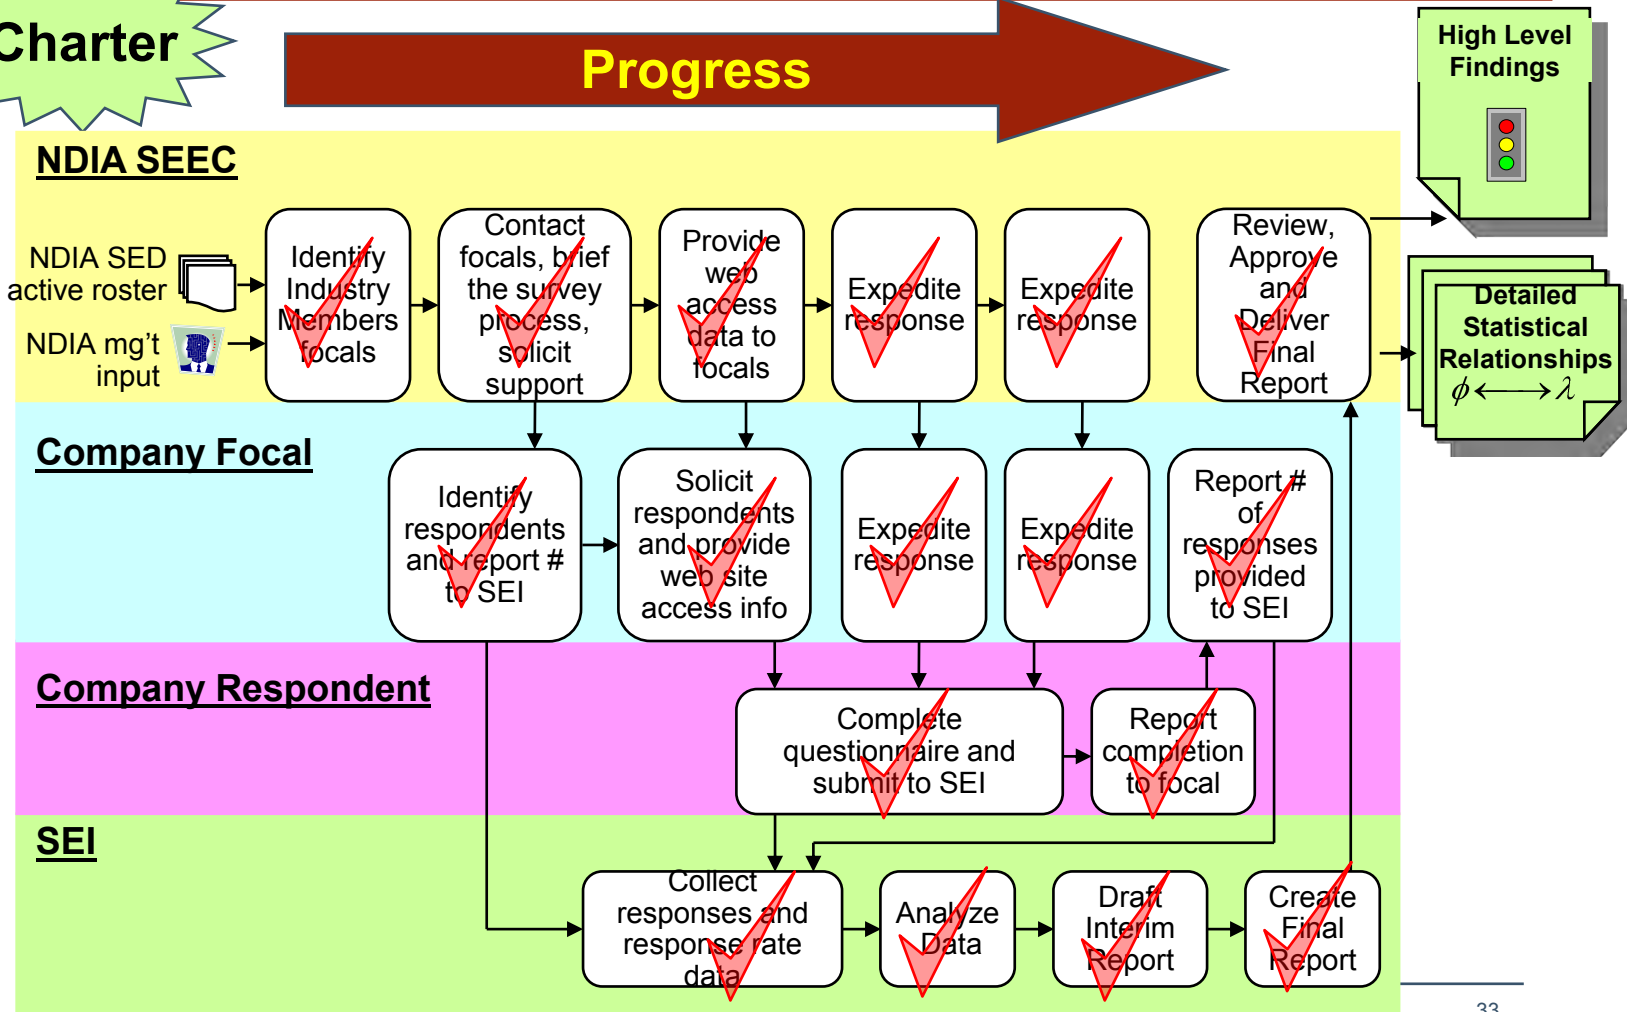 Charter
Progress
High Level
Findings
NDIA SEEC
NDIA SED
active roster
NDIA mg't
input
Identify
Industry
Members
focals
Contact
focals, brief
the survey
process,
solicit
support
Provide
web
access
data to
focals
Expedite
response
Expedite
response
Review,
Approve
and
Deliver
Final
Report
Detailed
Statistical
Relationships
ϕ⟵⟶λ
Company Focal
Identify
respondents
and report #
to SEI
Solicit
respondents
and provide
web site
access info
Expedite
response
Expedite
response
Report #
of
responses
provided
to SEI
Company Respondent
Complete
questionnaire and
submit to SEI
Report
completion
to focal
SEI
Collect
responses and
response rate
data
Analyze
Data
Draft
Interim
Report
Create
Final
Report
33